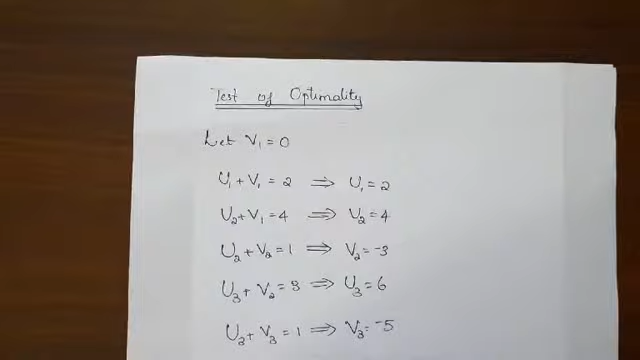 Test of Optimality
Let V₁ = 0
U₁ + V₁ = 2 ⟹ U₁ = 2
U₂ + V₁ = 4 ⟹ U₂ = 4
U₂ + V₂ = 1 ⟹ V₂ = -3
U₃ + V₂ = 3 ⟹ U₃ = 6
U₃ + V₃ = 1 ⟹ V₃ = -5